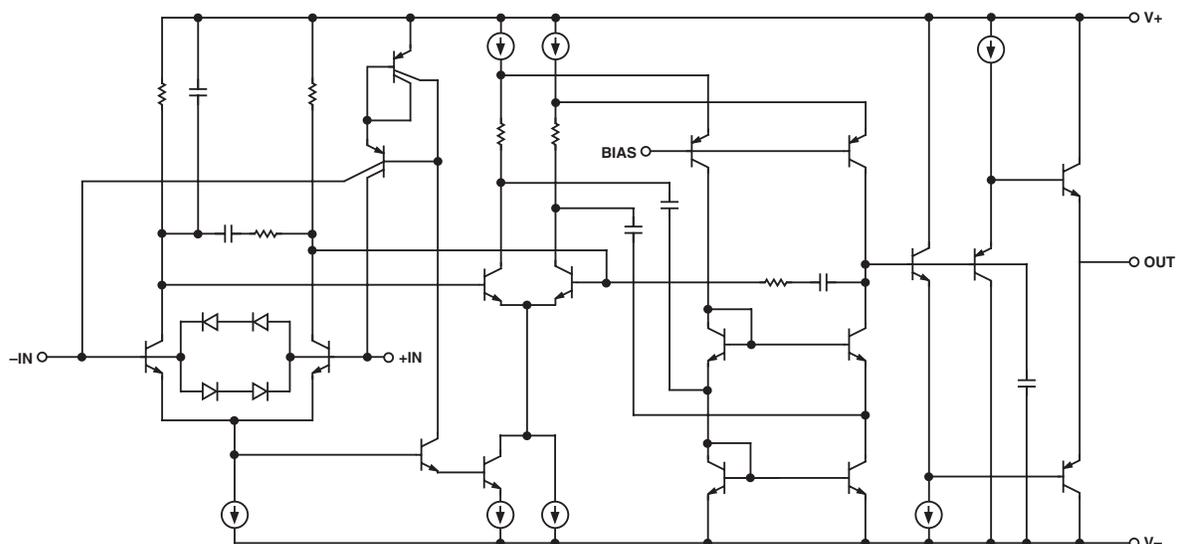 V+
BIAS
OUT
–IN
+IN
V–